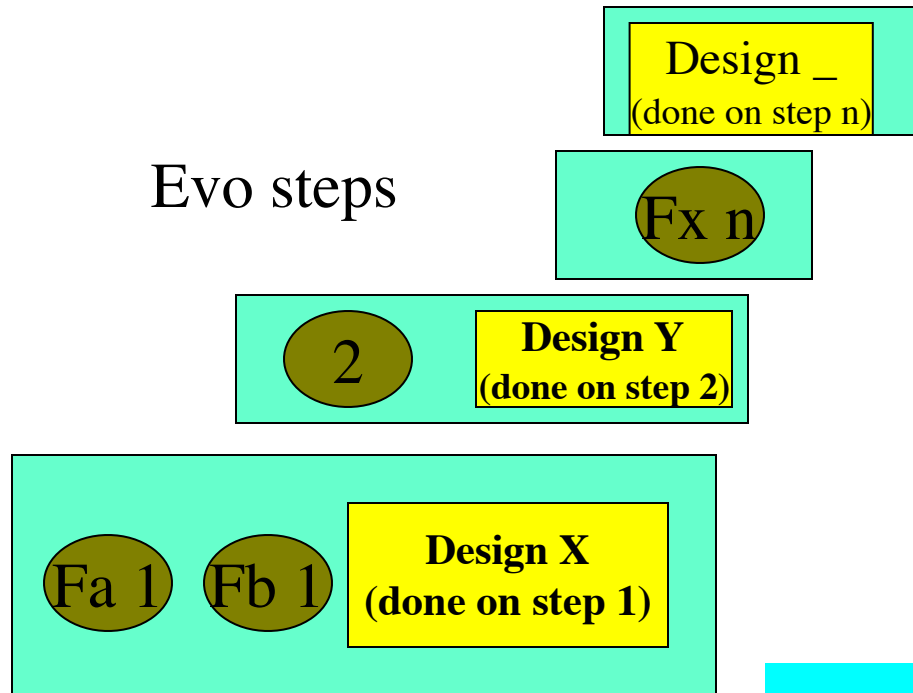 Design _
(done on step n)
Evo steps
Fx n
2
Design Y
(done on step 2)
Fa 1
Fb 1
Design X
(done on step 1)